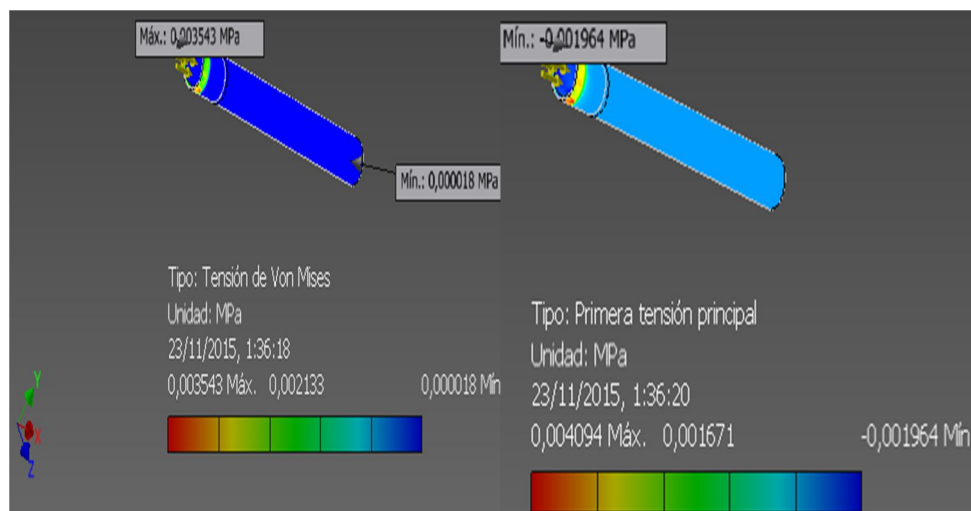 Máx.: 0,003543 MPa
Mín.: 0,000018 MPa
Tipo: Tensión de Von Mises
Unidad: MPa
23/11/2015, 1:36:18
0,003543 Máx. 0,002133 0,000018 Mín
Y
X
Z
Mín.: -0,001964 MPa
Tipo: Primera tensión principal
Unidad: MPa
23/11/2015, 1:36:20
0,004094 Máx. 0,001671 -0,001964 Mín